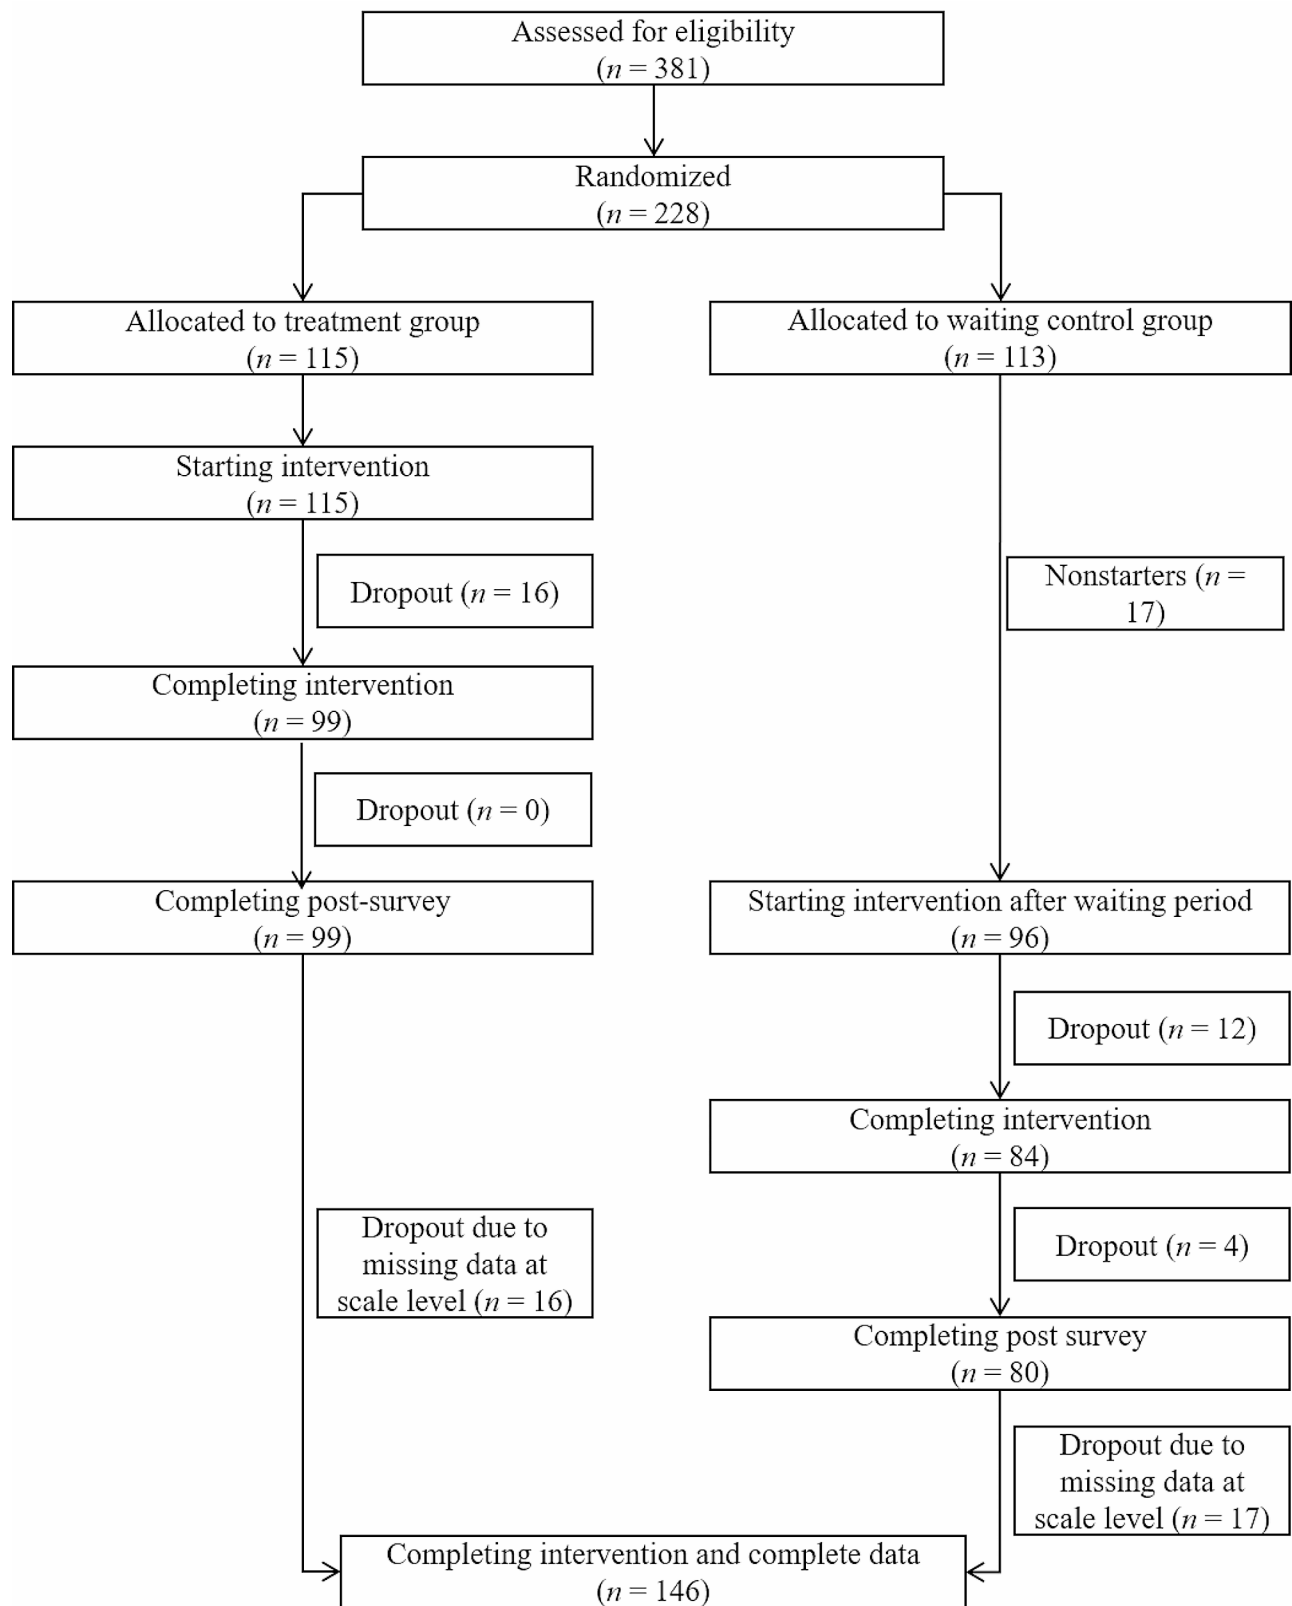 Assessed for eligibility
(n = 381)
Randomized
(n = 228)
Allocated to treatment group
(n = 115)
Allocated to waiting control group
(n = 113)
Starting intervention
(n = 115)
Dropout (n = 16)
Nonstarters (n =
17)
Completing intervention
(n = 99)
Dropout (n = 0)
Completing post-survey
(n = 99)
Starting intervention after waiting period
(n = 96)
Dropout (n = 12)
Completing intervention
(n = 84)
Dropout due to
missing data at
scale level (n = 16)
Dropout (n = 4)
Completing post survey
(n = 80)
Dropout due to
missing data at
scale level (n = 17)
Completing intervention and complete data
(n = 146)